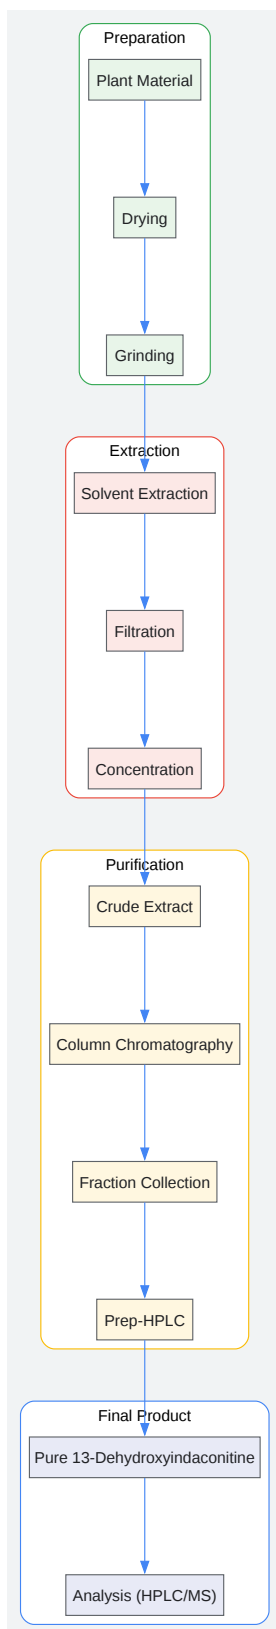 Preparation
Plant Material
Drying
Grinding
Extraction
Solvent Extraction
Filtration
Concentration
Purification
Crude Extract
Column Chromatography
Fraction Collection
Prep-HPLC
Final Product
Pure 13-Dehydroxyindaconitine
Analysis (HPLC/MS)